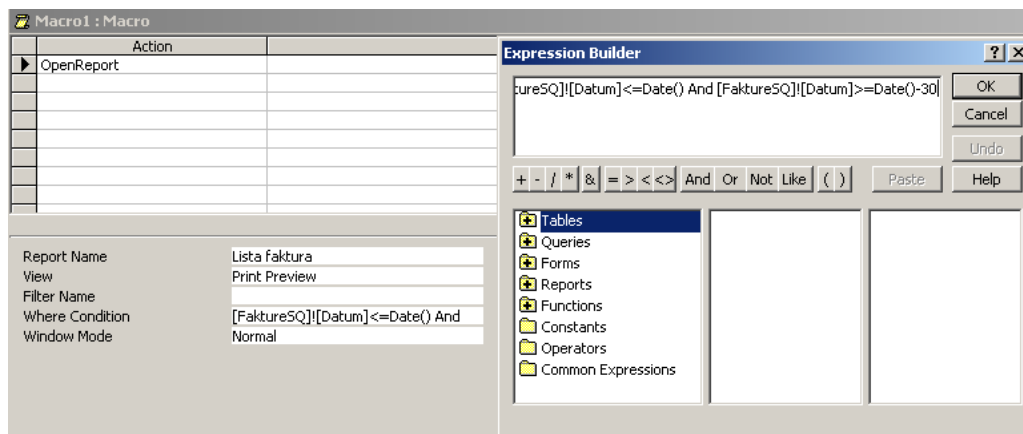 Macro1 : Macro
Action
OpenReport
Report Name Lista faktura
View Print Preview
Filter Name
Where Condition [FaktureSQ]![Datum]<=Date() And
Window Mode Normal
Expression Builder
tureSQ]![Datum]<=Date() And [FaktureSQ]![Datum]>=Date()-30
OK
Cancel
Undo
+ - / * & = > < <> And Or Not Like ( ) Paste Help
Tables
Queries
Forms
Reports
Functions
Constants
Operators
Common Expressions